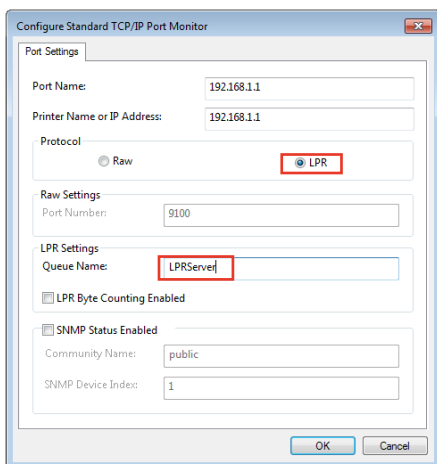 Configure Standard TCP/IP Port Monitor
Port Settings
Port Name: 192.168.1.1
Printer Name or IP Address: 192.168.1.1
Protocol
Raw LPR
Raw Settings
Port Number: 9100
LPR Settings
Queue Name: LPRServer
LPR Byte Counting Enabled
SNMP Status Enabled
Community Name: public
SNMP Device Index: 1
OK Cancel